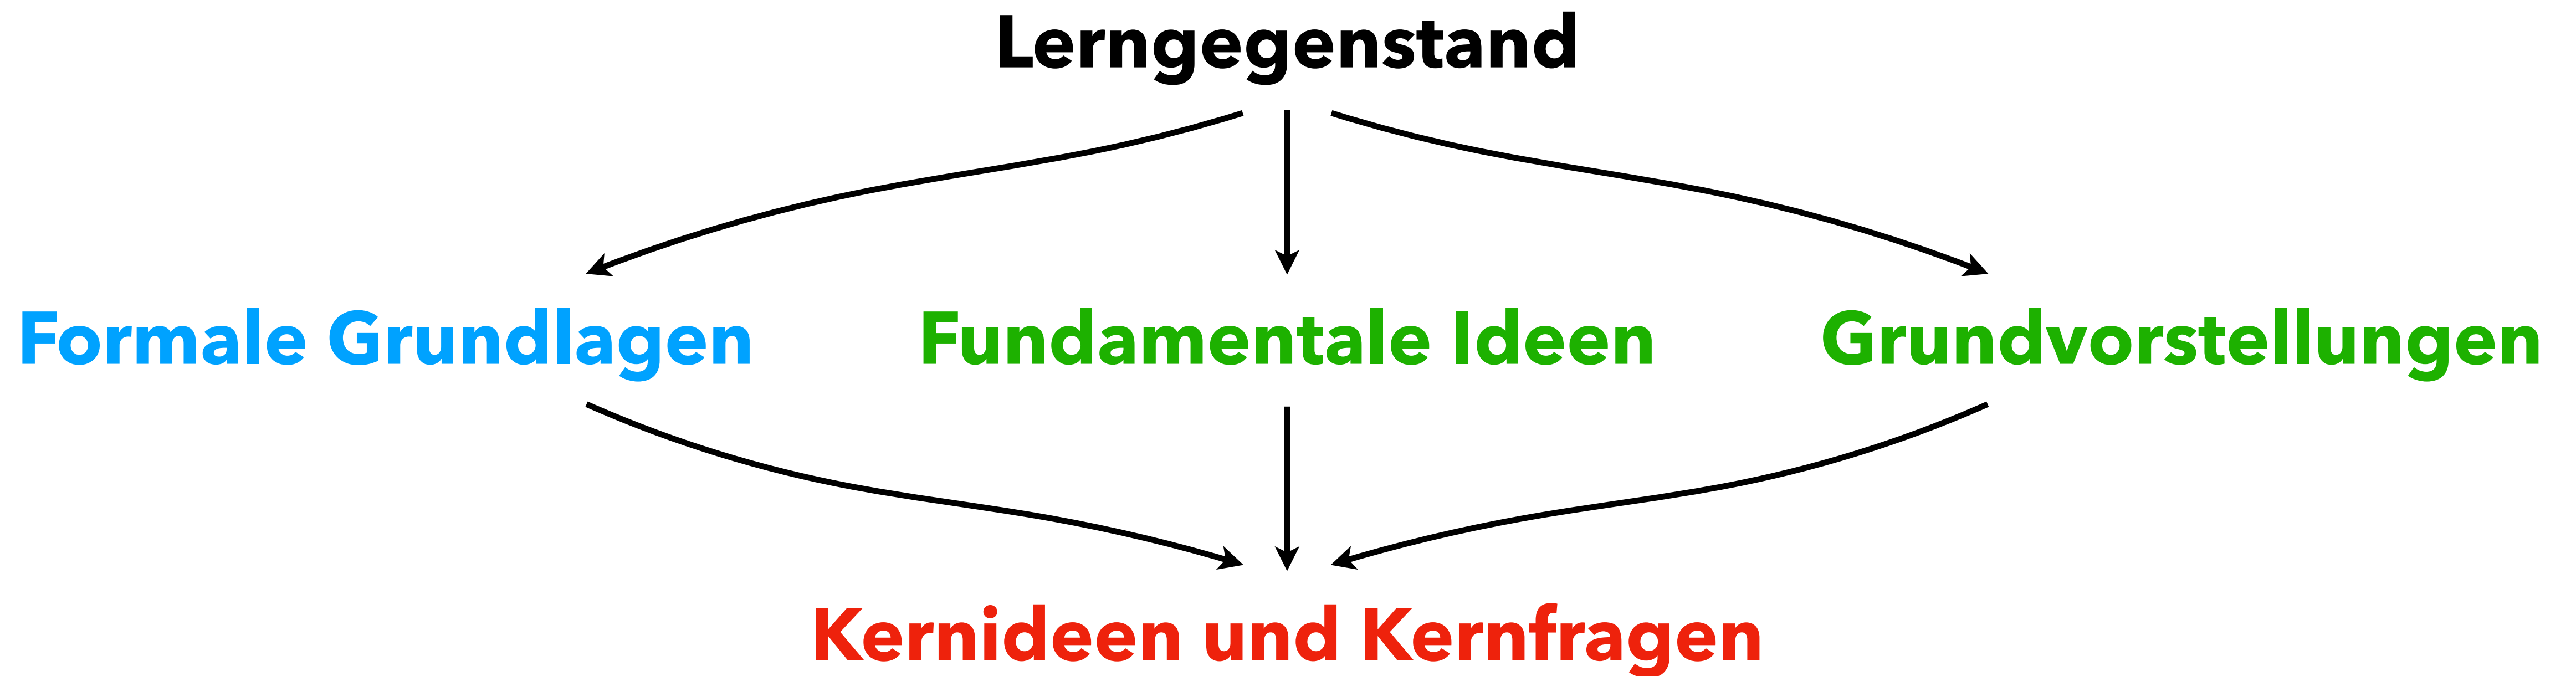 Lerngegenstand
Formale Grundlagen Fundamentale Ideen Grundvorstellungen
Kernideen und Kernfragen